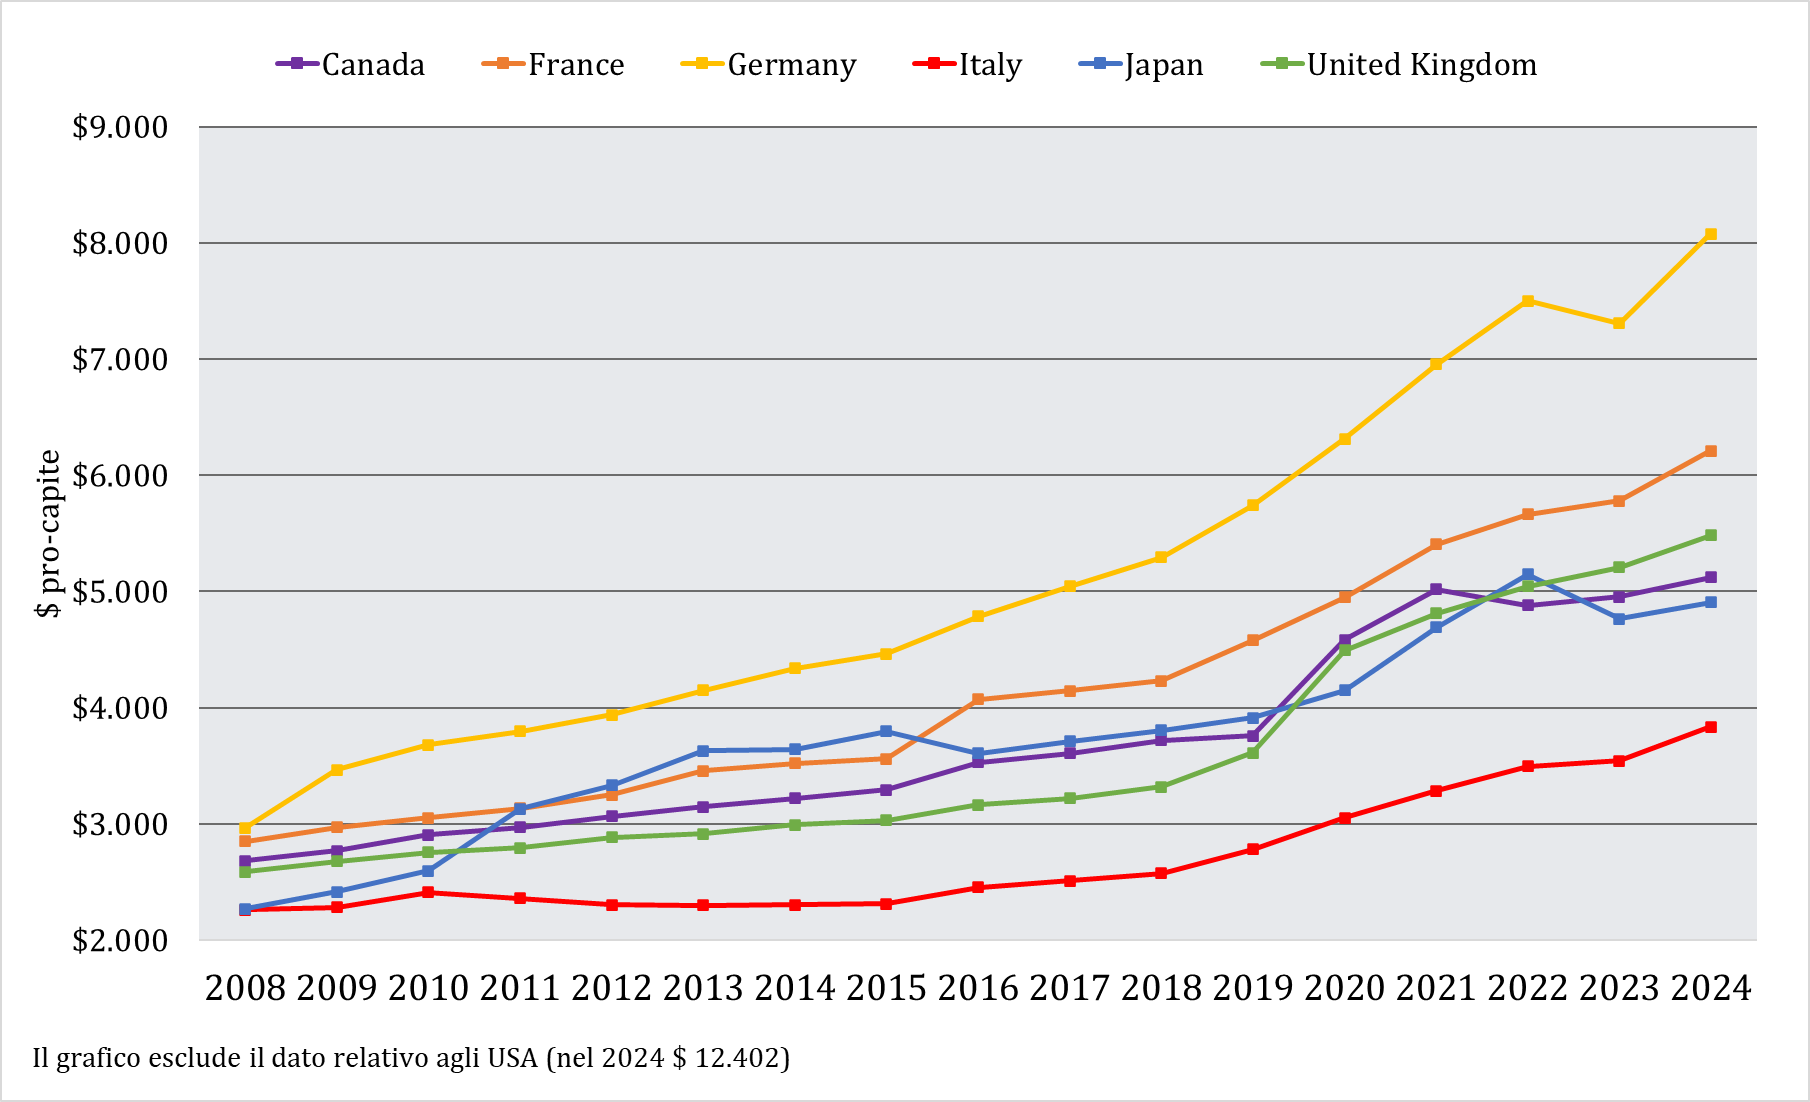 Canada France Germany Italy Japan United Kingdom
$9.000
$8.000
$7.000
$6.000
$5.000
$4.000
$3.000
$2.000
$ pro-capite
2008 2009 2010 2011 2012 2013 2014 2015 2016 2017 2018 2019 2020 2021 2022 2023 2024
Il grafico esclude il dato relativo agli USA (nel 2024 $ 12.402)